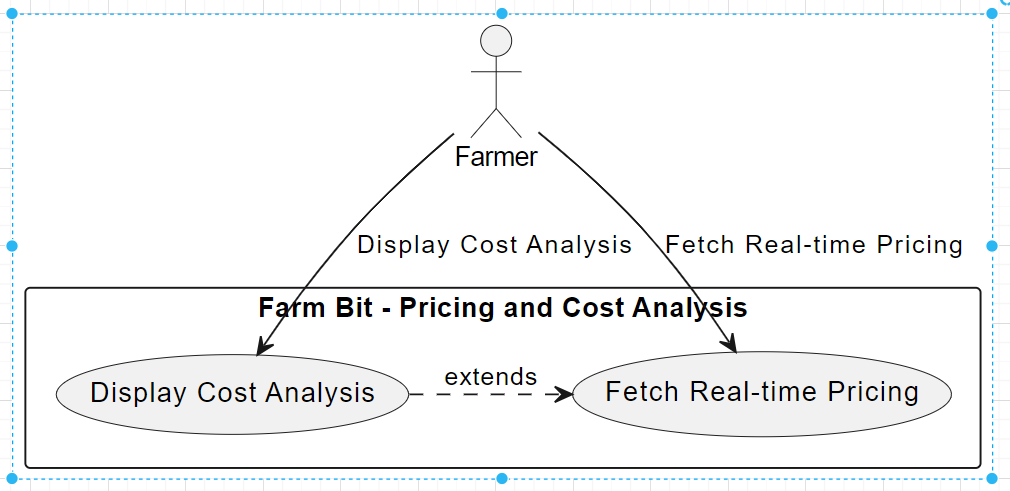 Farmer
Display Cost Analysis
Fetch Real-time Pricing
Farm Bit - Pricing and Cost Analysis
Display Cost Analysis
extends
Fetch Real-time Pricing